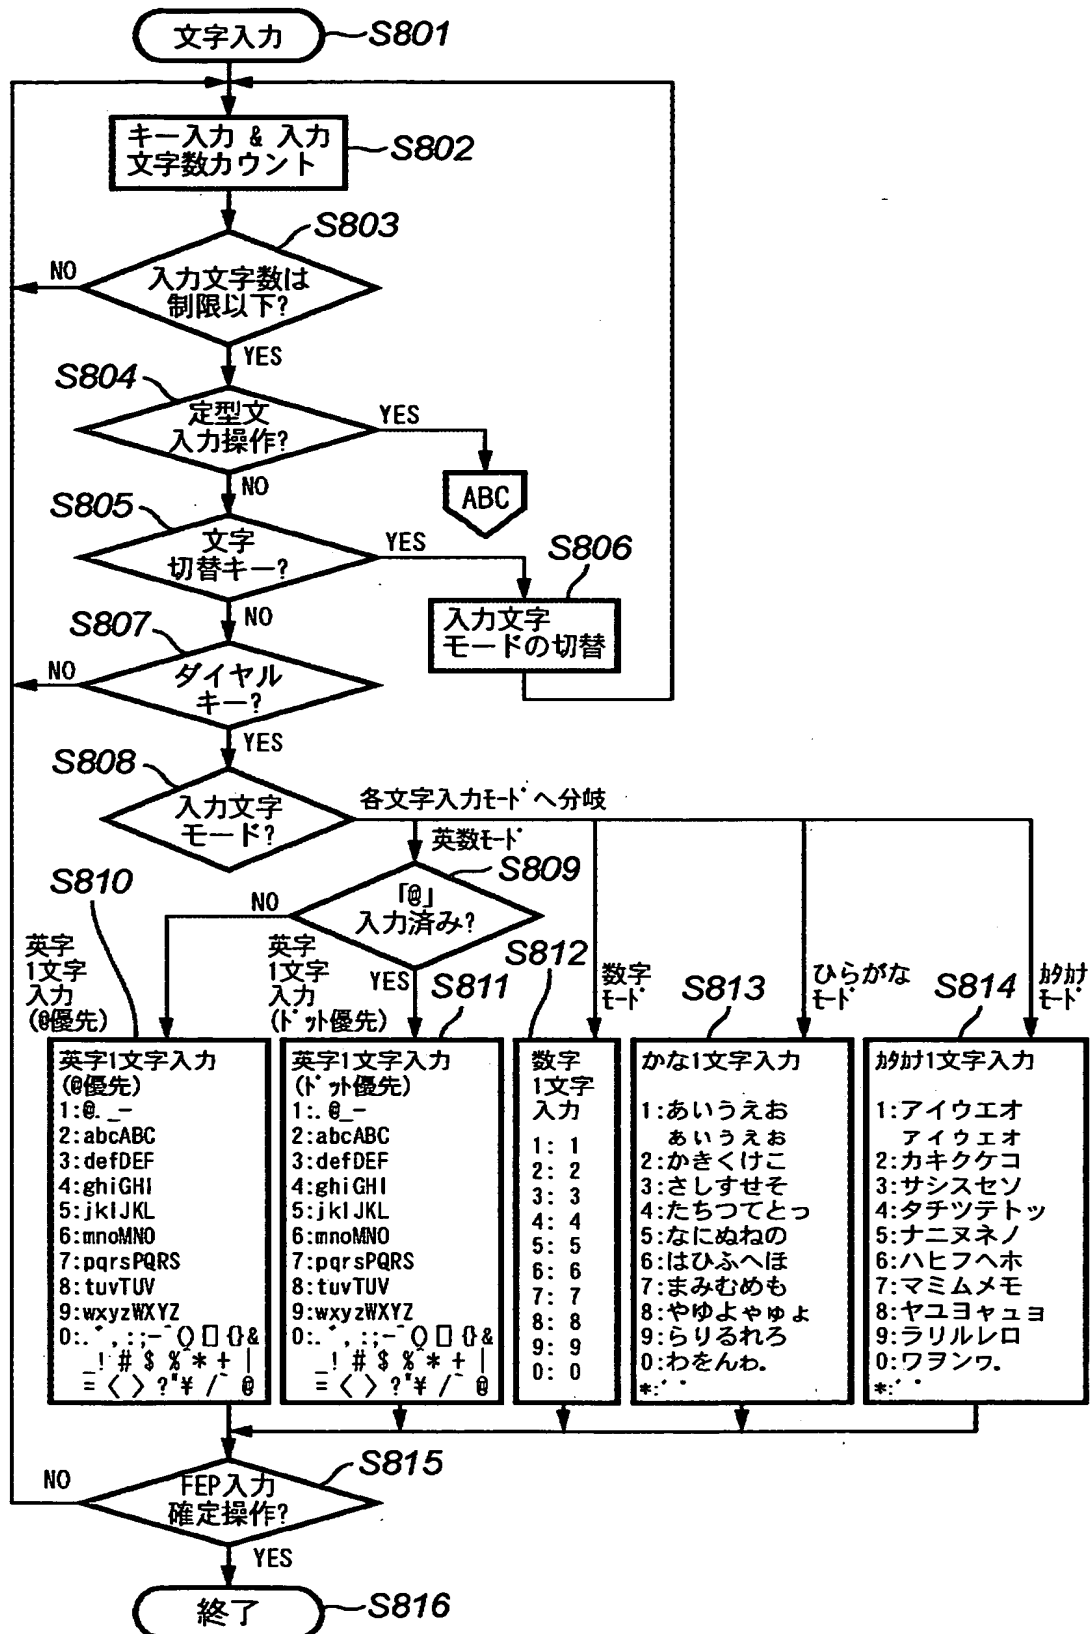 文字入力
S801
キー入力 & 入力
文字数カウント
S802
S803
入力文字数は
制限以下?
NO
YES
S804
定型文
入力操作?
YES
NO
ABC
S805
文字
切替キー?
YES
NO
S806
入力文字
モードの切替
S807
ダイヤル
キー?
NO
YES
S808
入力文字
モード?
各文字入力ﾓｰﾄﾞへ分岐
英数ﾓｰﾄﾞ
S809
「@」
入力済み?
NO
YES
S810
英字
1文字
入力
(@優先)
英字
1文字
入力
(ﾄﾞｯﾄ優先)
S811
S812
数字
ﾓｰﾄﾞ
S813
ひらがな
ﾓｰﾄﾞ
S814
ｶﾀｶﾅ
ﾓｰﾄﾞ
英字1文字入力
(@優先)
1:@._-
2:abcABC
3:defDEF
4:ghiGHI
5:jklJKL
6:mnoMNO
7:pqrsPQRS
8:tuvTUV
9:wxyzWXYZ
_!#$%^*+|
=〈〉?"¥/ ̄@
英字1文字入力
(ﾄﾞｯﾄ優先)
1:.@_-
2:abcABC
3:defDEF
4:ghiGHI
5:jklJKL
6:mnoMNO
7:pqrsPQRS
8:tuvTUV
9:wxyzWXYZ
_!#$%^*+|
=〈〉?"¥/ ̄@
数字
1文字
入力
1: 1
2: 2
3: 3
4: 4
5: 5
6: 6
7: 7
8: 8
9: 9
0: 0
かな1文字入力
1:あいうえお
ぁぃぅぇぉ
2:かきくけこ
3:さしすせそ
4:たちつてとっ
5:なにぬねの
6:はひふへほ
7:まみむめも
8:やゆよゃゅょ
9:らりるれろ
0:わをんゎ。
*:゛゜
ｶﾀｶﾅ1文字入力
1:アイウエオ
ァィゥェォ
2:カキクケコ
3:サシスセソ
4:タチツテトッ
5:ナニヌネノ
6:ハヒフヘホ
7:マミムメモ
8:ヤユヨャュョ
9:ラリルレロ
0:ワヲンヮ。
*:゛゜
S815
FEP入力
確定操作?
NO
YES
終了
S816